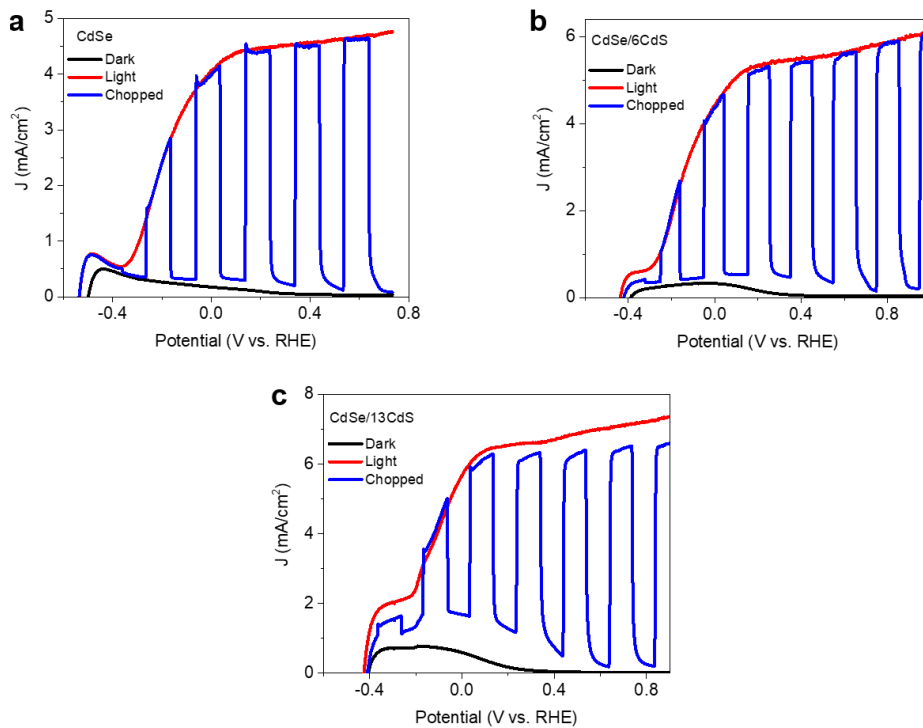 a
CdSe
Dark
Light
Chopped
5
4
3
2
1
0
J (mA/cm²)
-0.4
0.0
0.4
0.8
Potential (V vs. RHE)
b
CdSe/6CdS
Dark
Light
Chopped
6
4
2
0
J (mA/cm²)
-0.4
0.0
0.4
0.8
Potential (V vs. RHE)
c
CdSe/13CdS
Dark
Light
Chopped
8
6
4
2
0
J (mA/cm²)
-0.4
0.0
0.4
0.8
Potential (V vs. RHE)